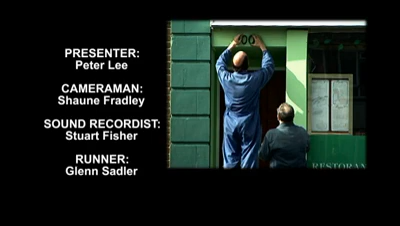 PRESENTER:
Peter Lee
CAMERAMAN:
Shaune Fradley
SOUND RECORDIST:
Stuart Fisher
RUNNER:
Glenn Sadler
00
RESTORAN